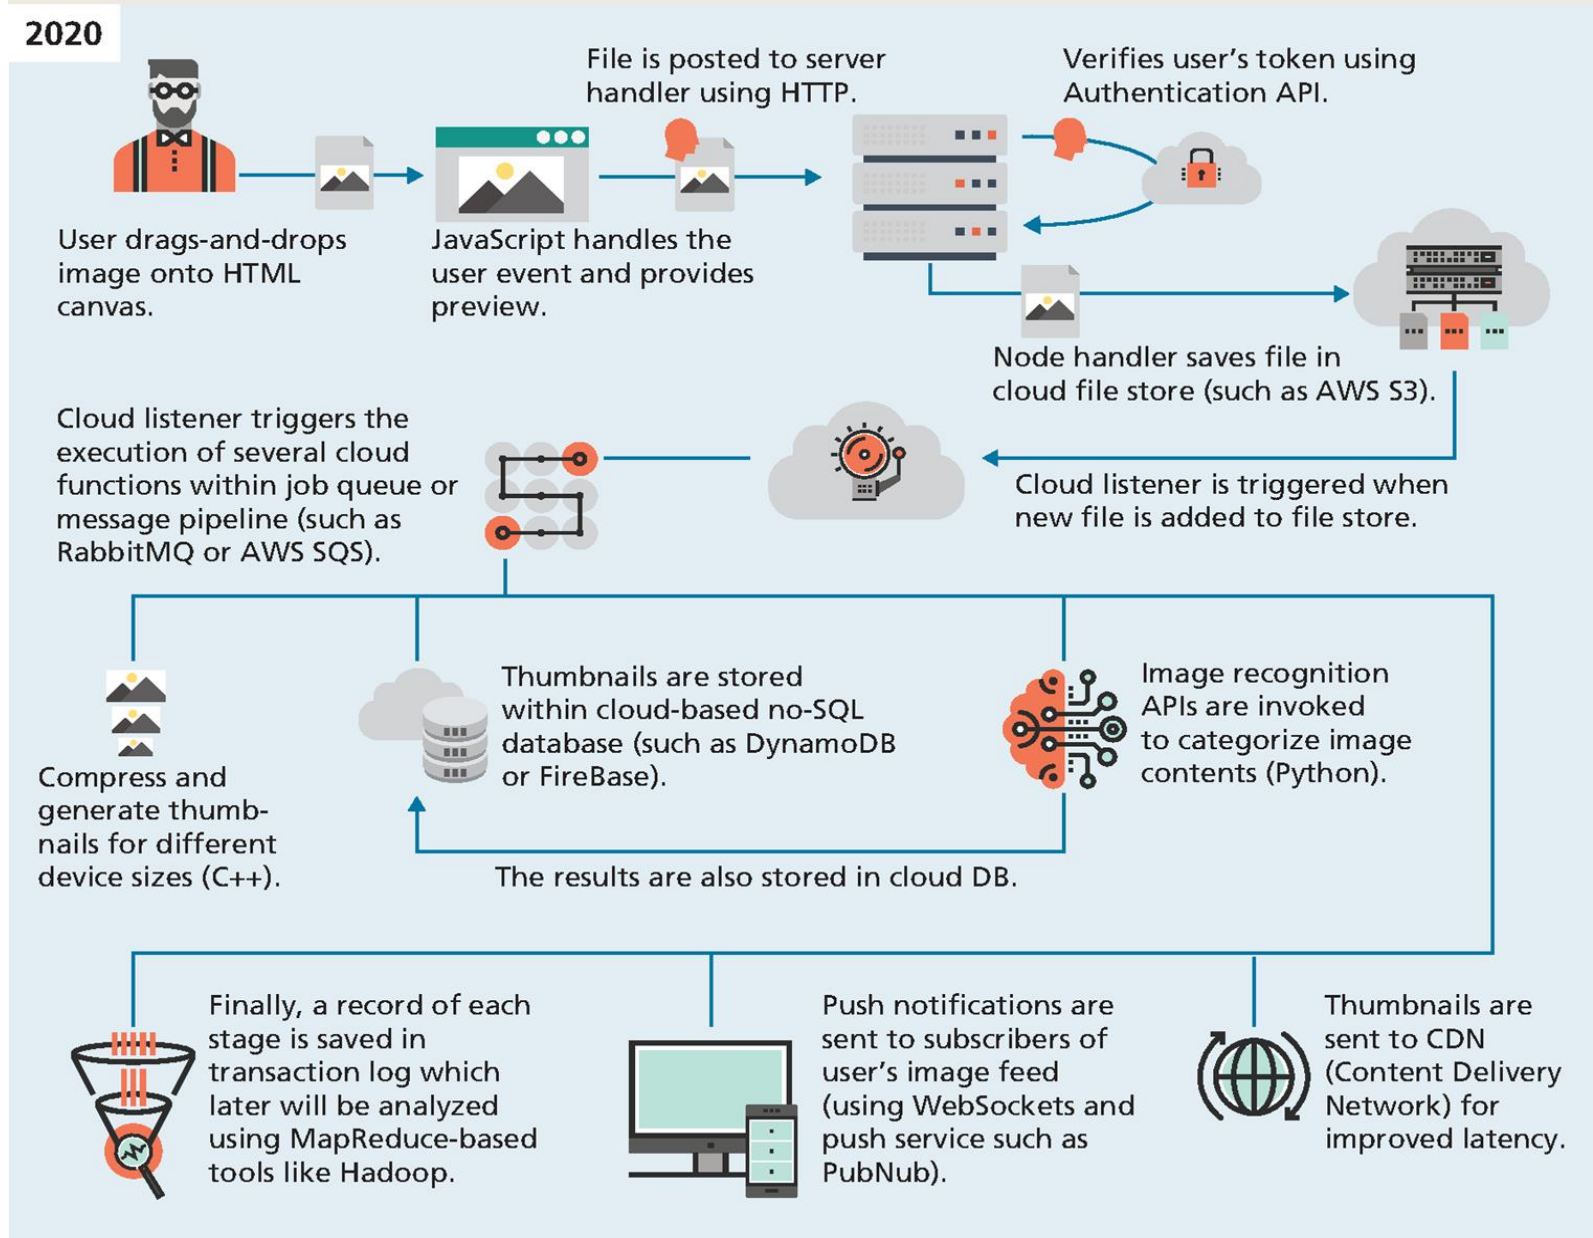 2020
File is posted to server
handler using HTTP.
Verifies user's token using
Authentication API.
User drags-and-drops
image onto HTML
canvas.
JavaScript handles the
user event and provides
preview.
Node handler saves file in
cloud file store (such as AWS S3).
Cloud listener triggers the
execution of several cloud
functions within job queue or
message pipeline (such as
RabbitMQ or AWS SQS).
Cloud listener is triggered when
new file is added to file store.
Compress and
generate thumb-
nails for different
device sizes (C++).
Thumbnails are stored
within cloud-based no-SQL
database (such as DynamoDB
or FireBase).
Image recognition
APIs are invoked
to categorize image
contents (Python).
The results are also stored in cloud DB.
Finally, a record of each
stage is saved in
transaction log which
later will be analyzed
using MapReduce-based
tools like Hadoop.
Push notifications are
sent to subscribers of
user's image feed
(using WebSockets and
push service such as
PubNub).
Thumbnails are
sent to CDN
(Content Delivery
Network) for
improved latency.